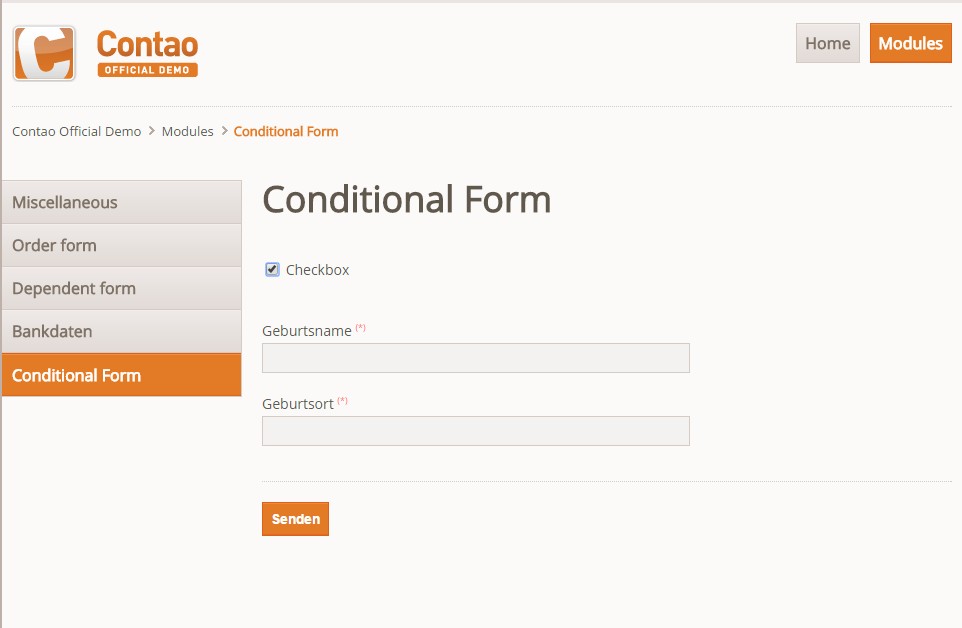 Contao
OFFICIAL DEMO
Home
Modules
Contao Official Demo > Modules > Conditional Form
Miscellaneous
Order form
Dependent form
Bankdaten
Conditional Form
Conditional Form
Checkbox
Geburtsname (*)
Geburtsort (*)
Senden